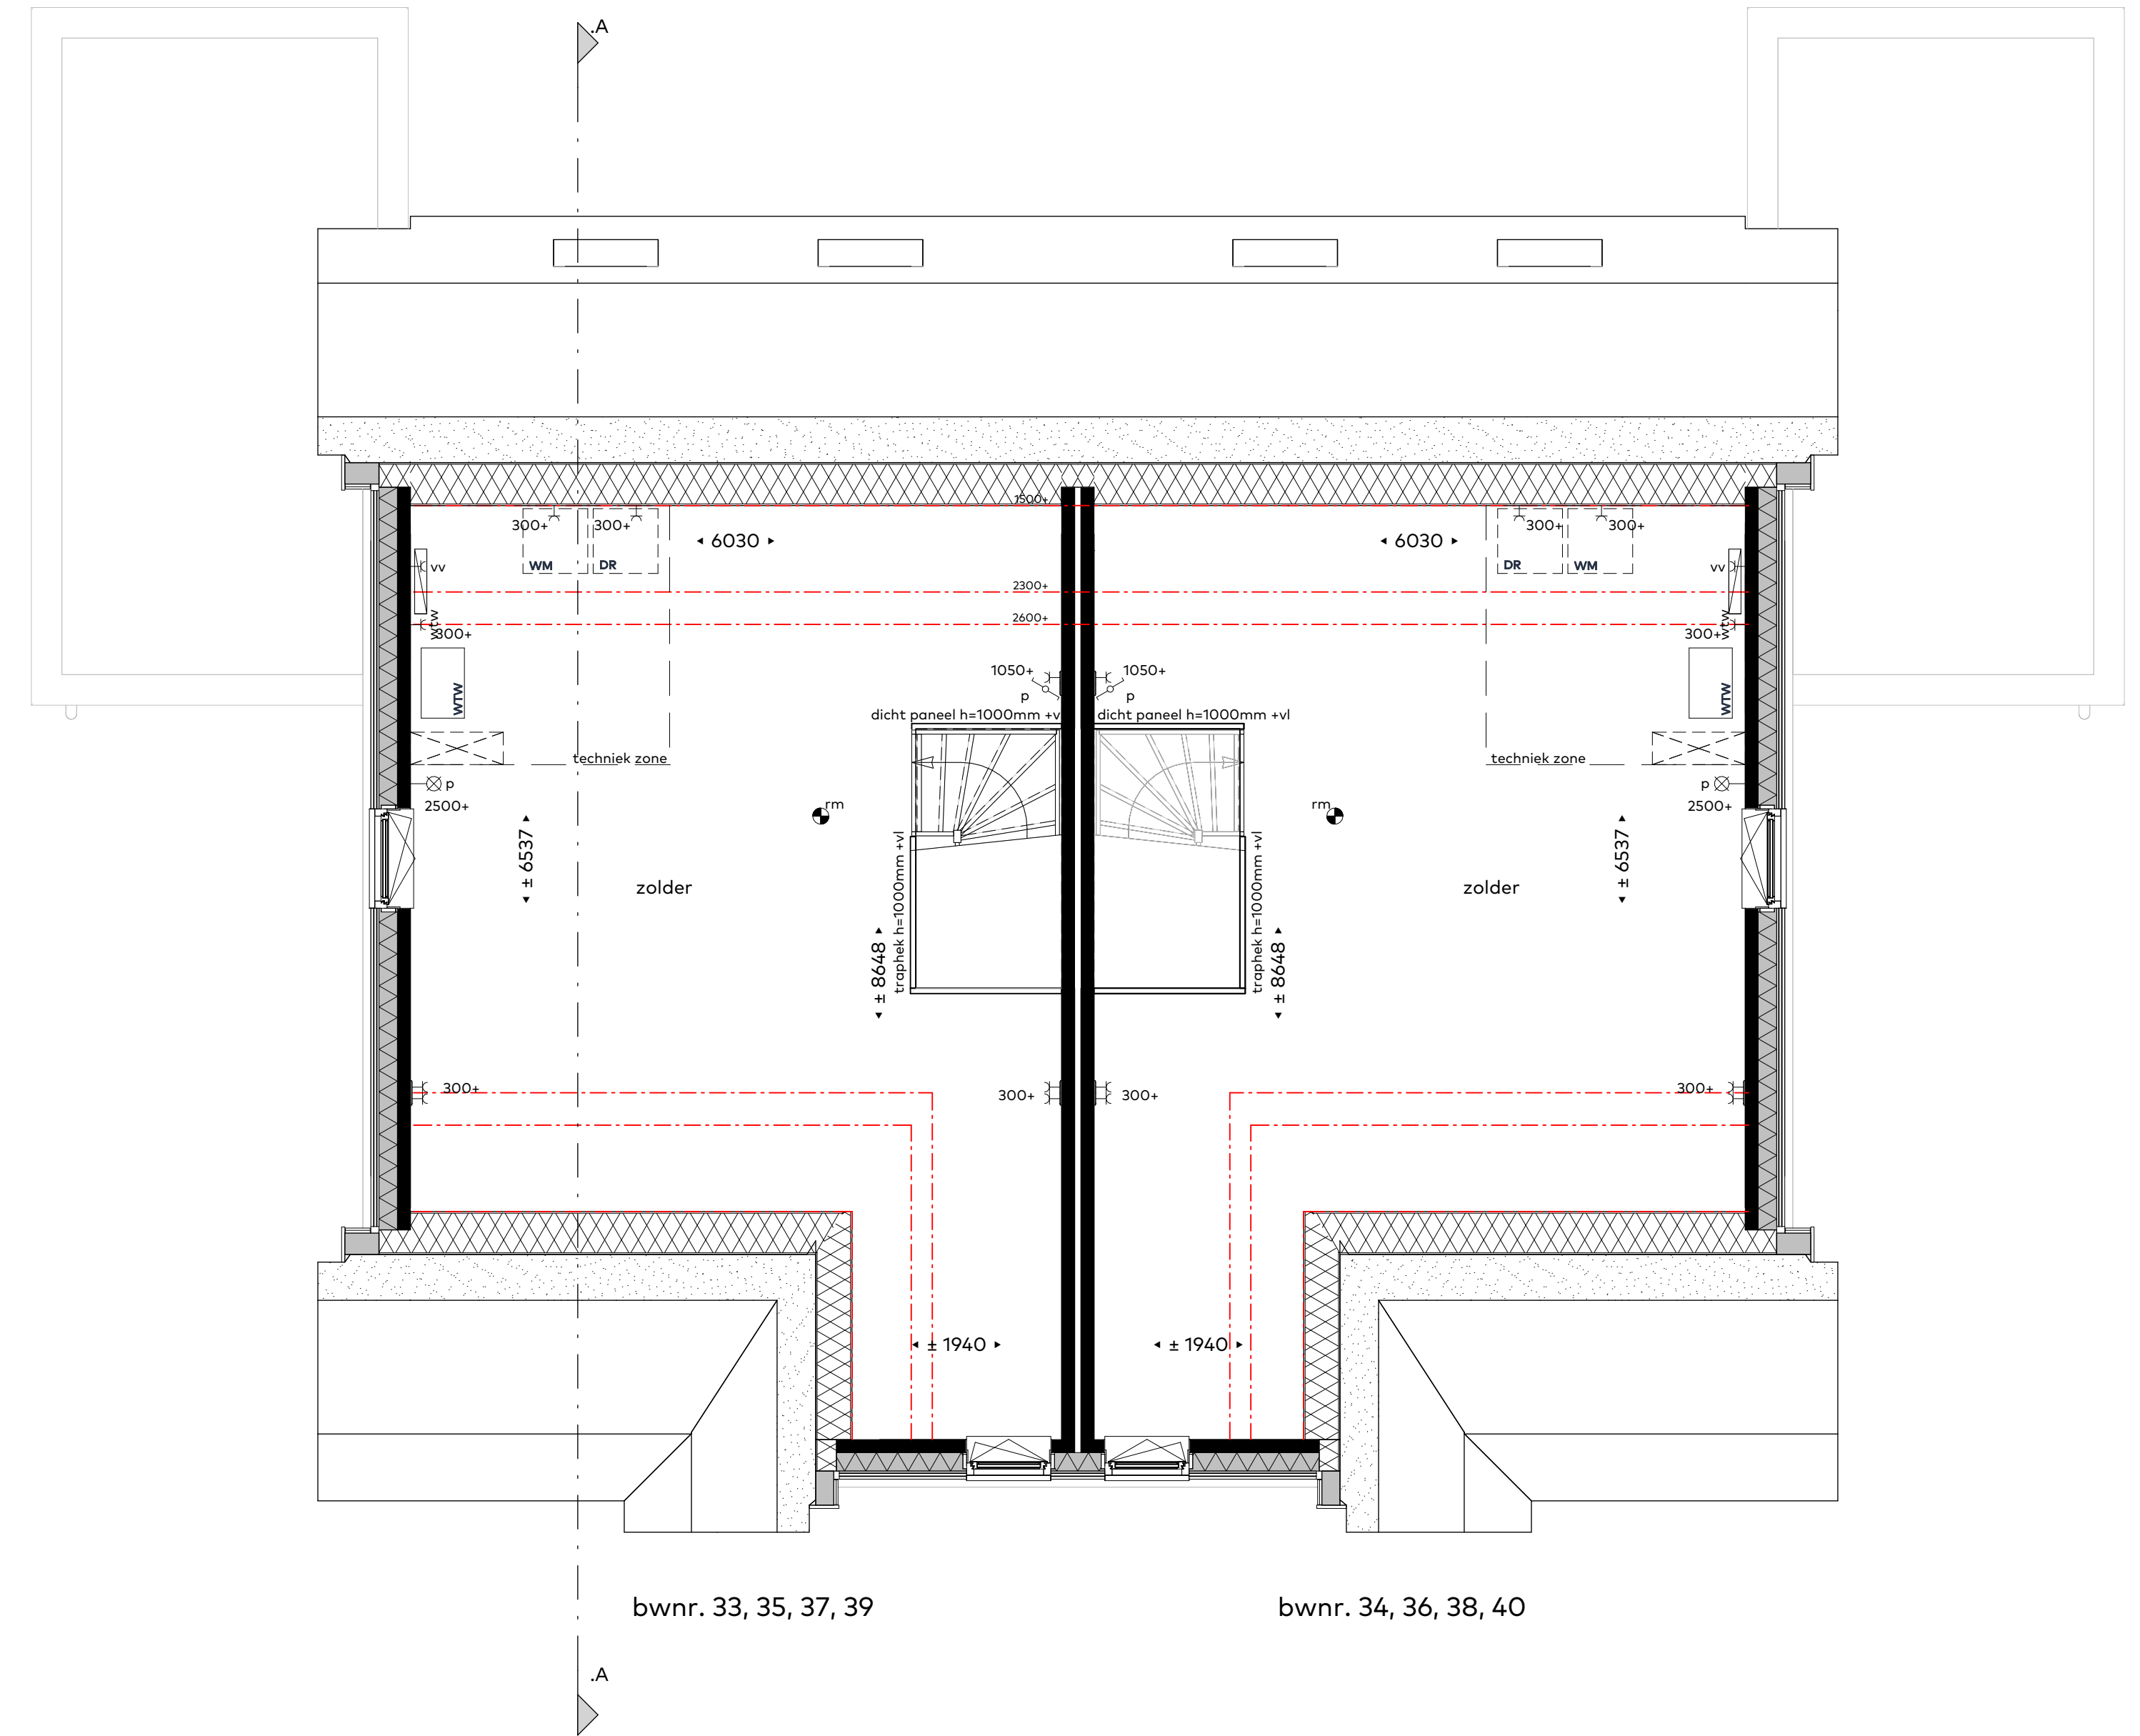 .A
1500+
300+ 300+ 300+ 300+
6030 6030
WM DR DR WM
vv vv
2300+
2600+
wtw wtw
300+ 300+
1050+ 1050+
WTW p p WTW
dicht paneel h=1000mm +v dicht paneel h=1000mm +vl
techniek zone techniek zone
p p
2500+ 2500+
rm rm
± 6537 ± 6537
traphek h=1000mm +vl traphek h=1000mm +vl
zolder zolder
± 8648 ± 8648
300+ 300+ 300+ 300+
± 1940 ± 1940
bwnr. 33, 35, 37, 39 bwnr. 34, 36, 38, 40
.A